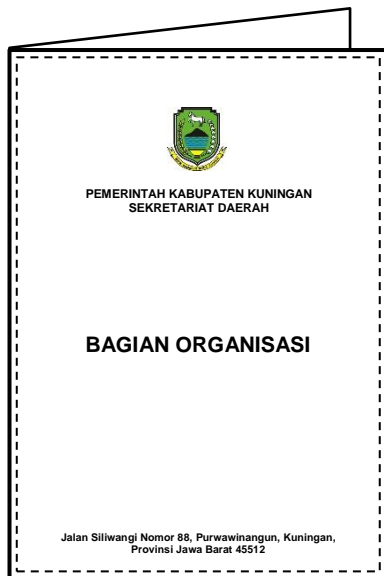 PEMERINTAH KABUPATEN KUNINGAN
SEKRETARIAT DAERAH
BAGIAN ORGANISASI
Jalan Siliwangi Nomor 88, Purwawinangun, Kuningan,
Provinsi Jawa Barat 45512